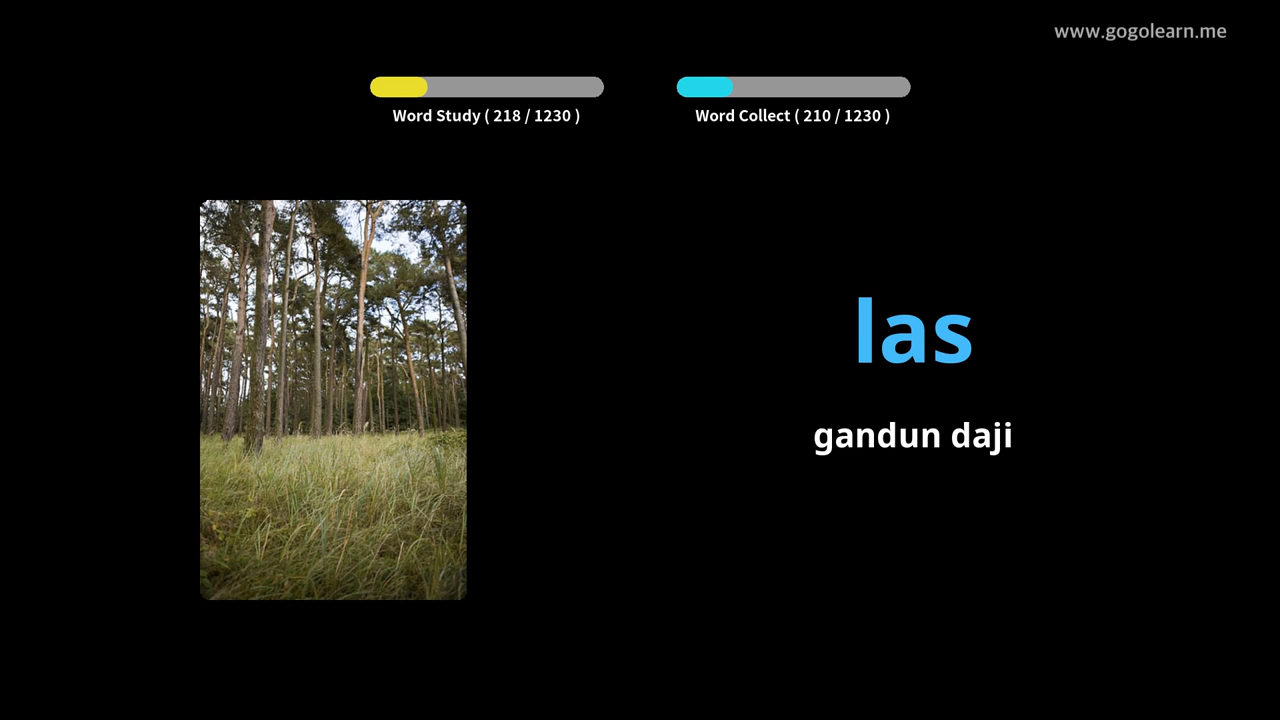 www.gogolearn.me
Word Study ( 218 / 1230 )
Word Collect ( 210 / 1230 )
las
gandun daji